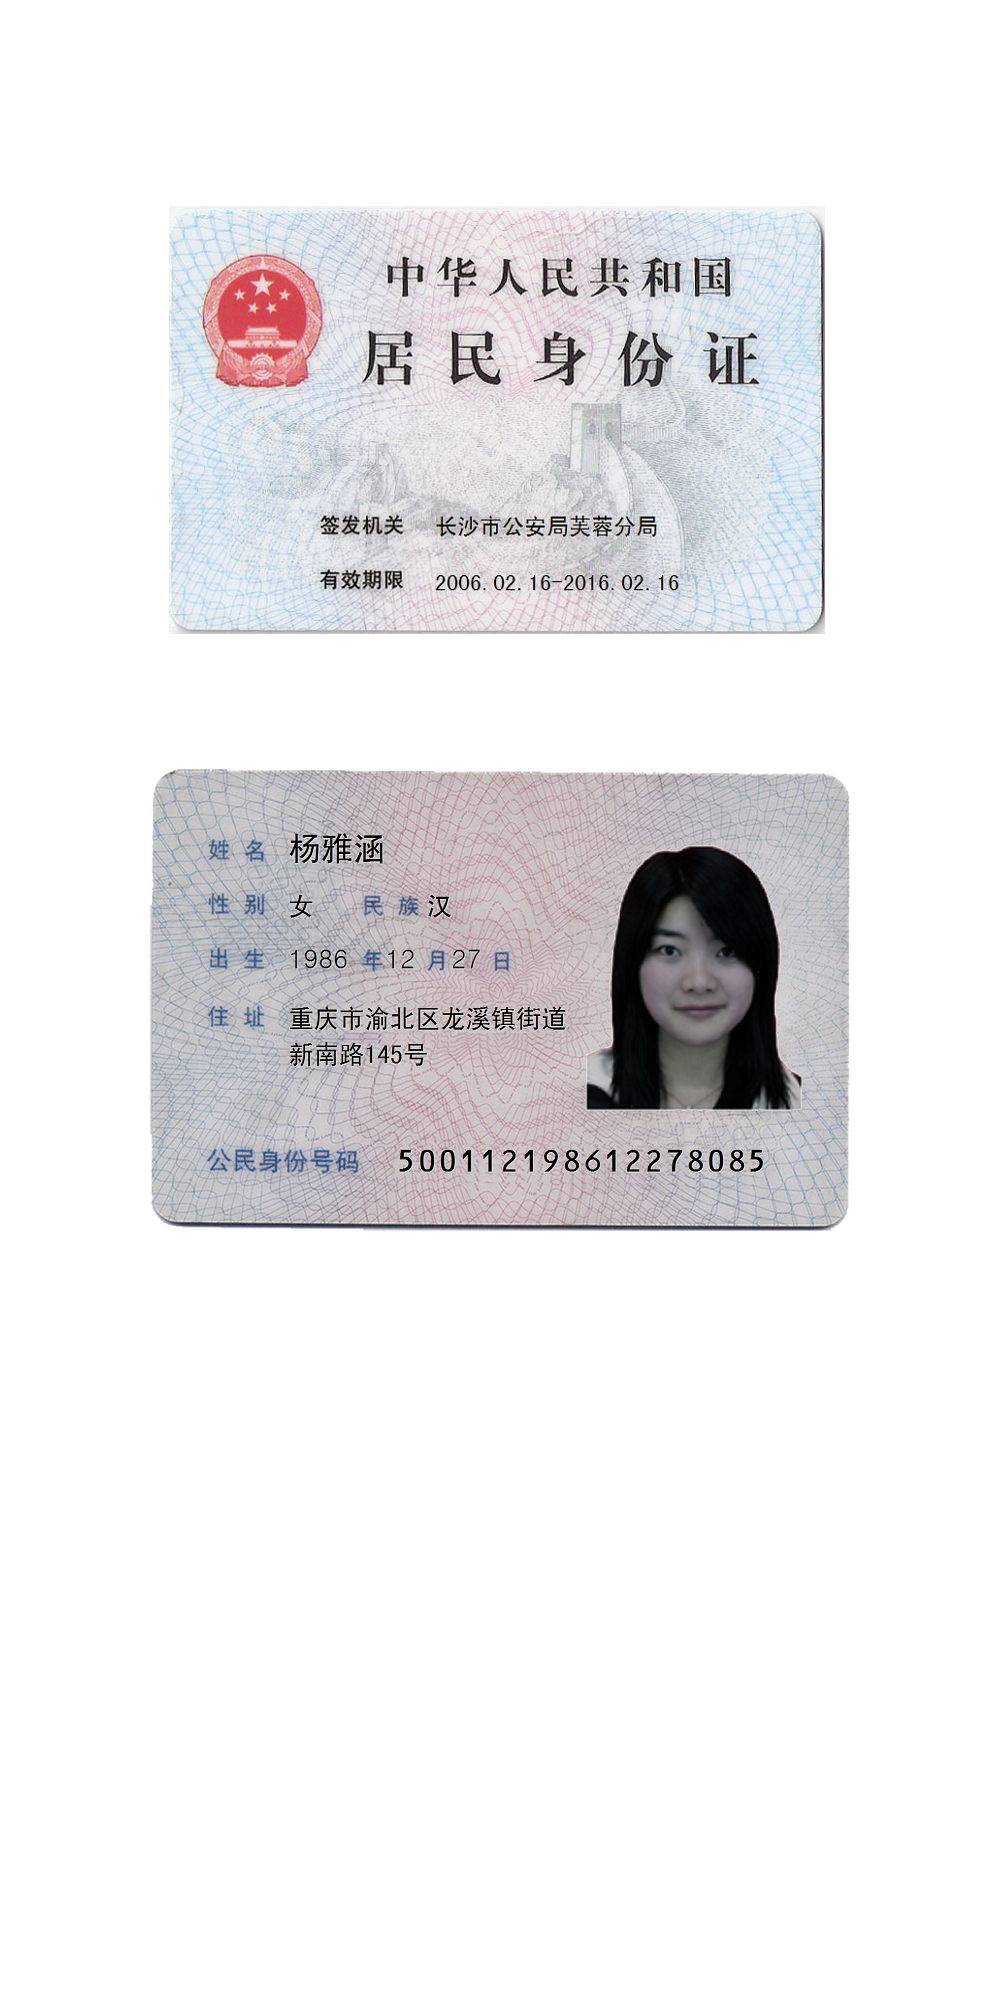 中华人民共和国
居民身份证
签发机关 长沙市公安局芙蓉分局
有效期限 2006.02.16-2016.02.16
姓名 杨雅涵
性别 女 民族 汉
出生 1986 年 12 月 27 日
住址 重庆市渝北区龙溪镇街道
新南路145号
公民身份号码 500112198612278085